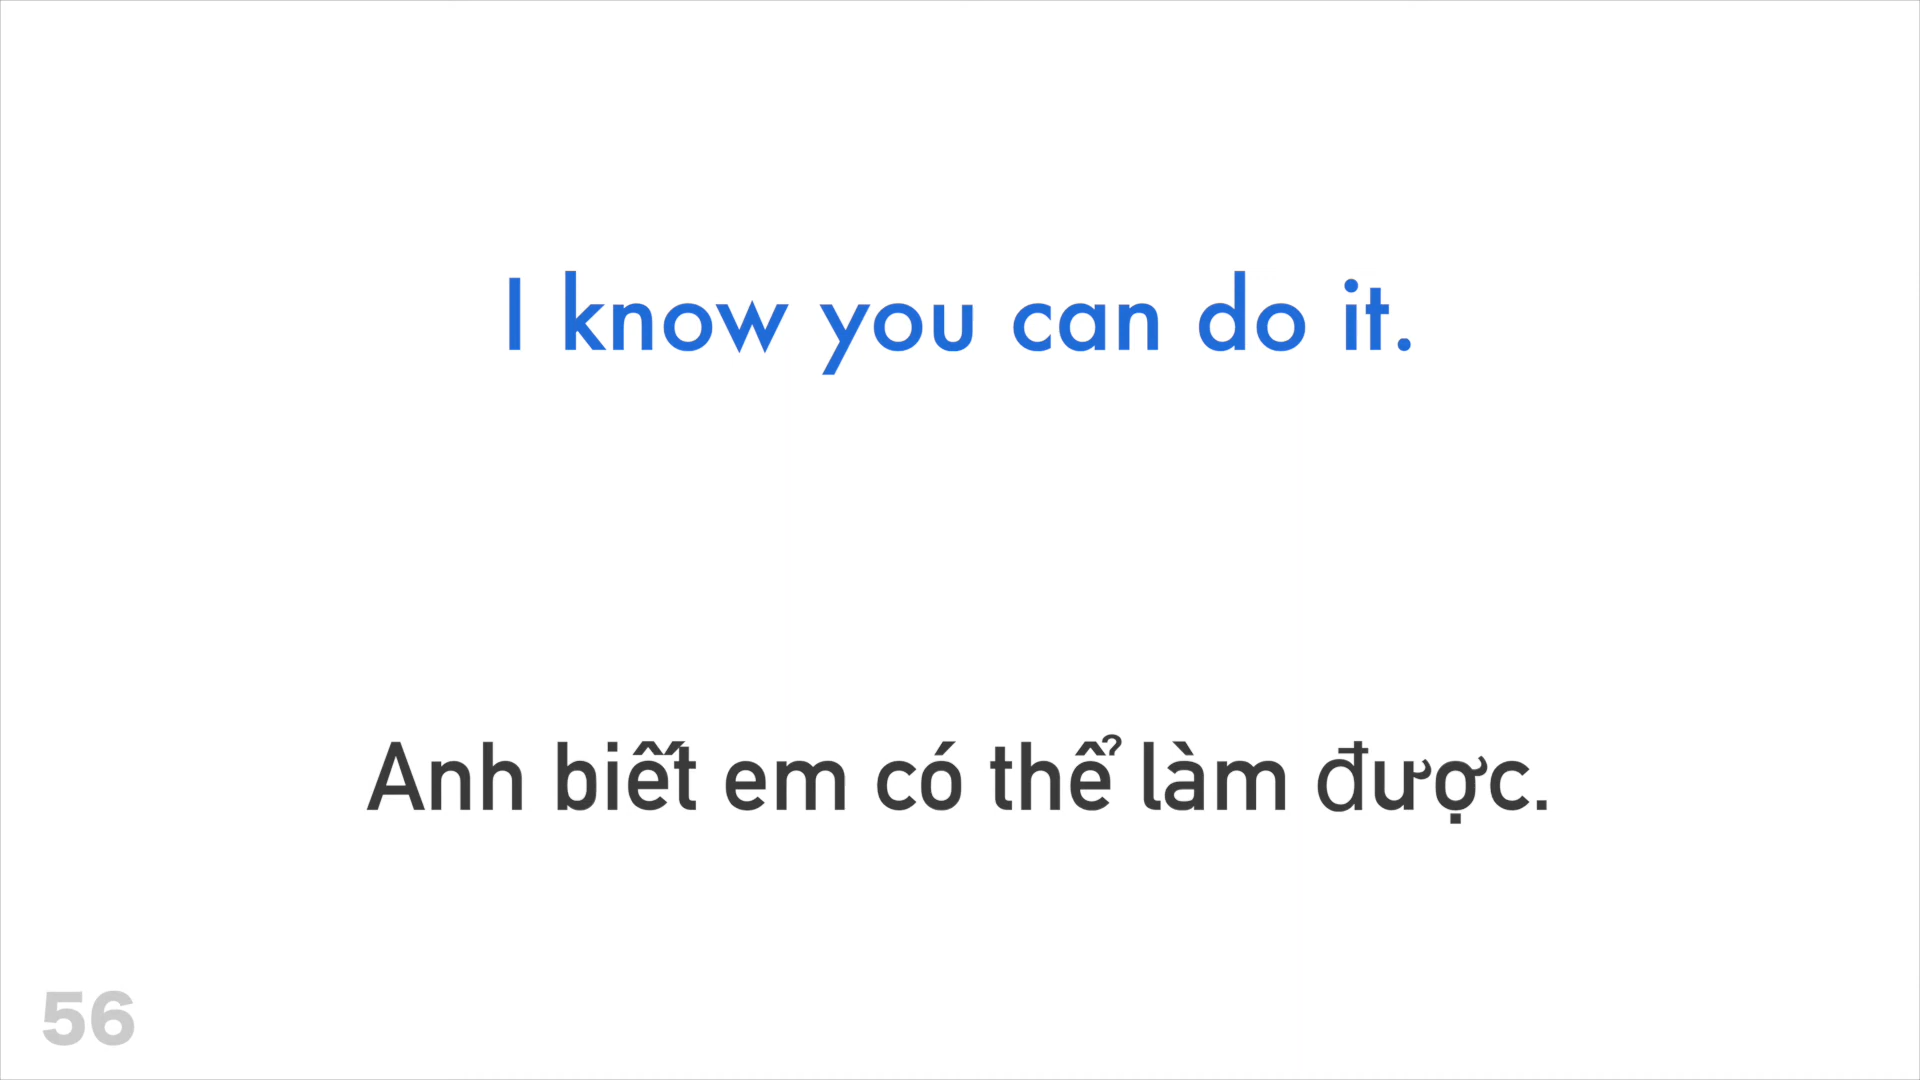 I know you can do it.
Anh biết em có thể làm được.
56